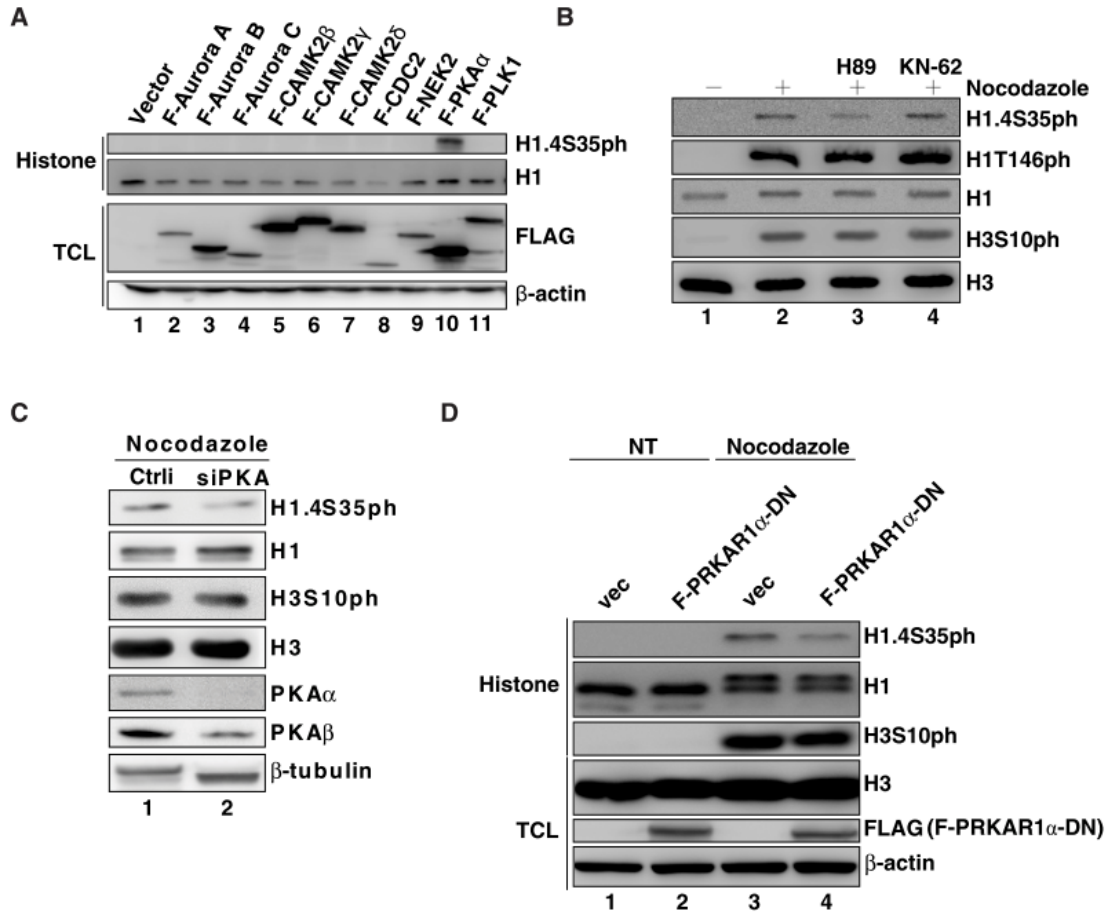 A
Vector
F-Aurora A
F-Aurora B
F-Aurora C
F-CAMK2β
F-CAMK2γ
F-CAMK2δ
F-CDC2
F-NEK2
F-PKAα
F-PLK1
Histone
H1.4S35ph
H1
TCL
FLAG
β-actin
1 2 3 4 5 6 7 8 9 10 11
B
H89 KN-62
− + + + Nocodazole
H1.4S35ph
H1T146ph
H1
H3S10ph
H3
1 2 3 4
C
Nocodazole
Ctrli siPKA
H1.4S35ph
H1
H3S10ph
H3
PKAα
PKAβ
β-tubulin
1 2
D
NT Nocodazole
vec
F-PRKAR1α-DN
vec
F-PRKAR1α-DN
Histone
H1.4S35ph
H1
H3S10ph
H3
TCL
FLAG (F-PRKAR1α-DN)
β-actin
1 2 3 4